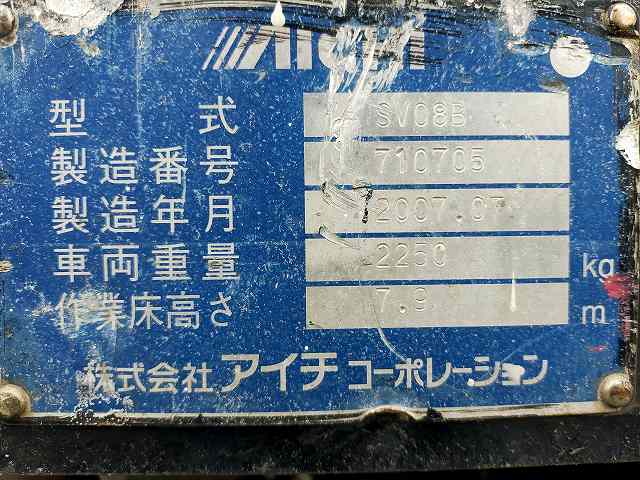 AICHI
型式 SV08B
製造番号 710705
製造年月 2007.07
車両重量 2250 kg
作業床高さ 7.9 m
株式会社 アイチ コーポレーション